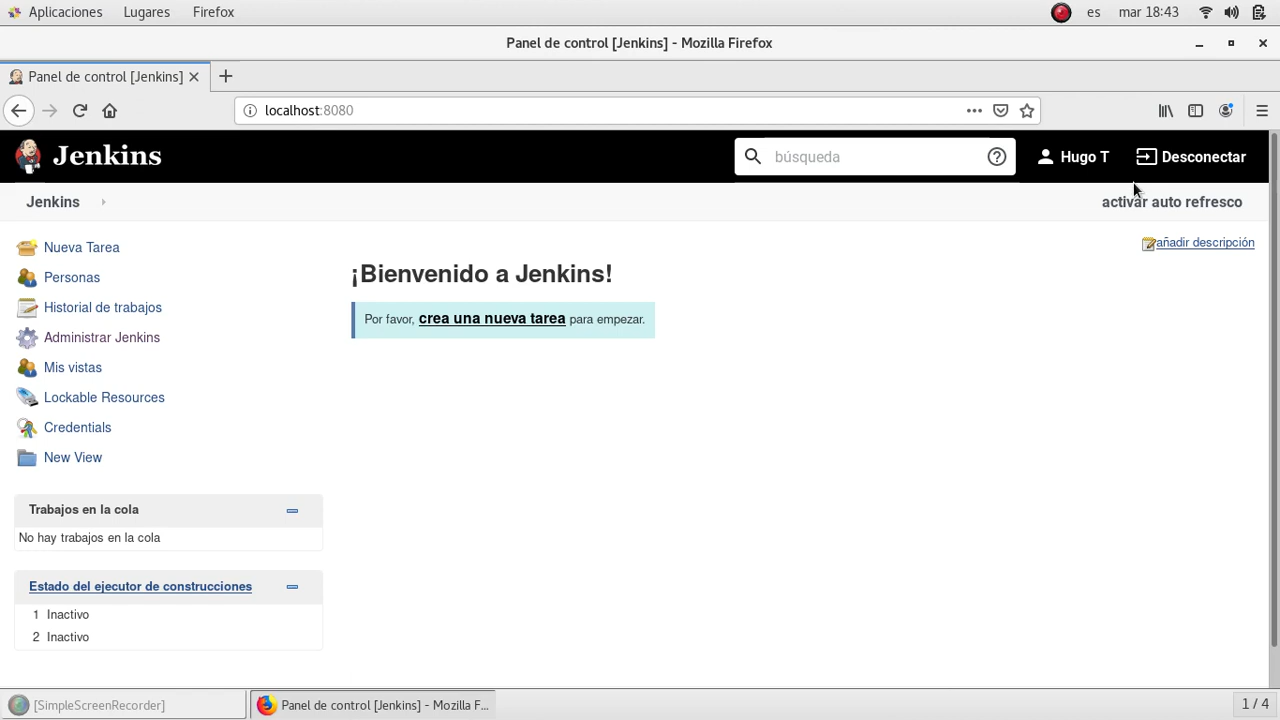 Aplicaciones Lugares Firefox es mar 18:43
Panel de control [Jenkins] - Mozilla Firefox
Panel de control [Jenkins]
localhost:8080
Jenkins búsqueda Hugo T Desconectar
Jenkins activar auto refresco
Nueva Tarea
añadir descripción
Personas
Historial de trabajos
Administrar Jenkins
Mis vistas
Lockable Resources
Credentials
New View
¡Bienvenido a Jenkins!
Por favor, crea una nueva tarea para empezar.
Trabajos en la cola
No hay trabajos en la cola
Estado del ejecutor de construcciones
1 Inactivo
2 Inactivo
[SimpleScreenRecorder] Panel de control [Jenkins] - Mozilla F... 1 / 4